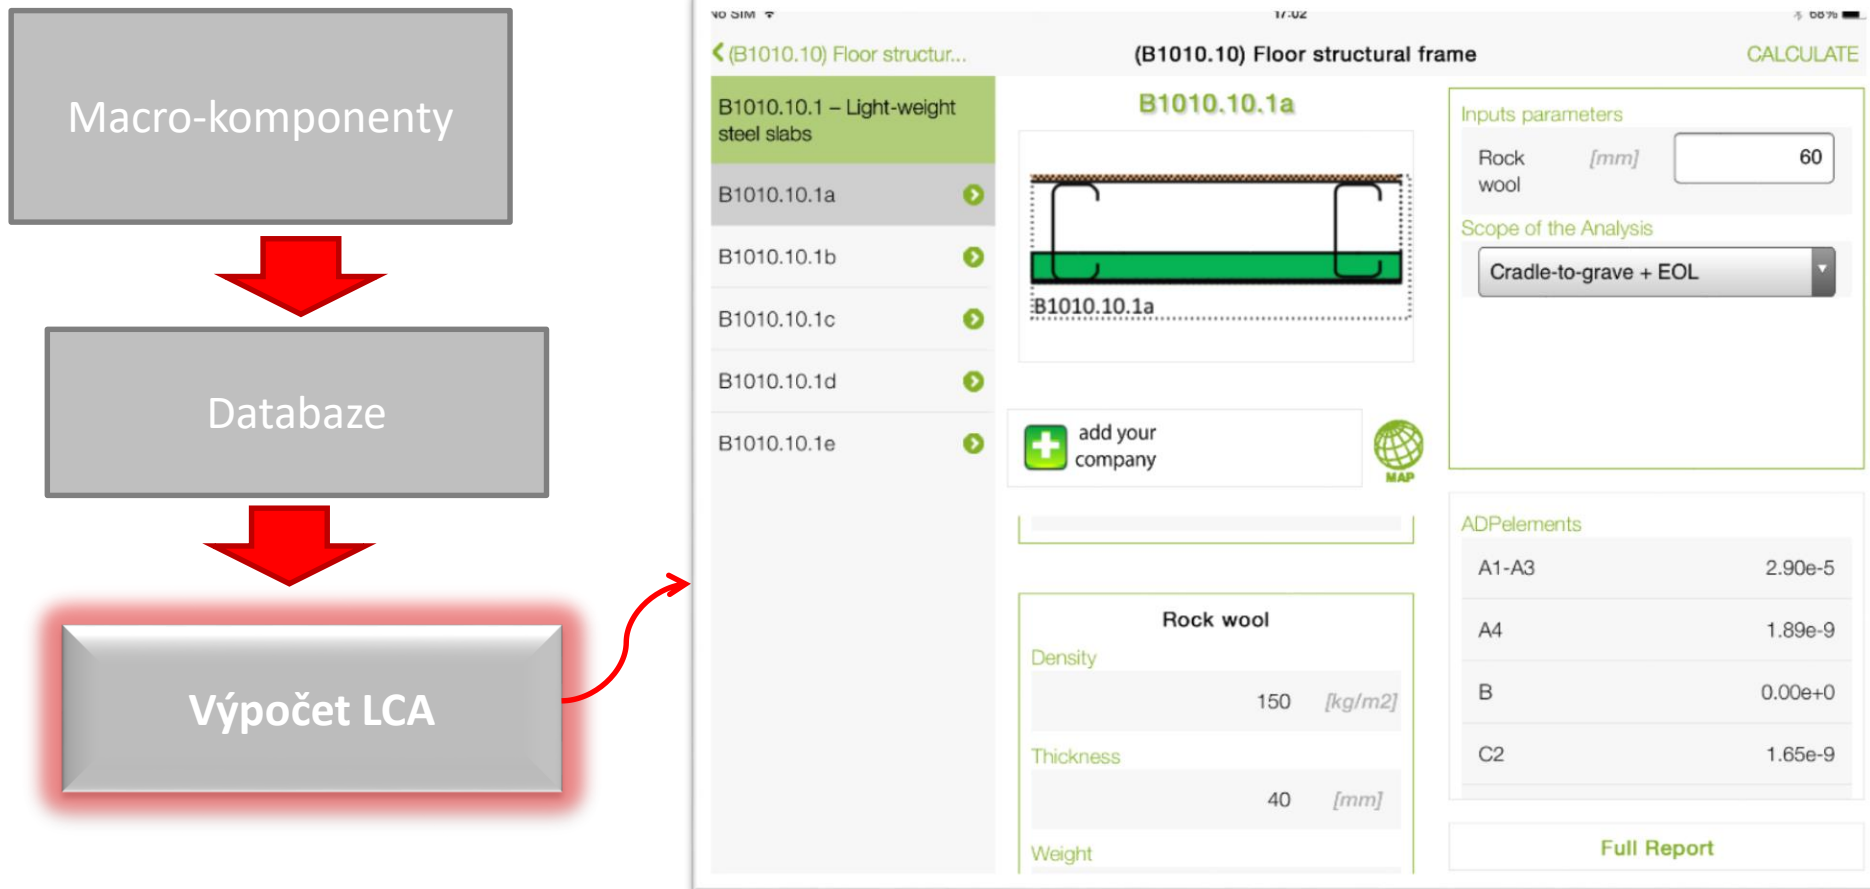 Macro-komponenty
Databaze
Výpočet LCA
No SIM
17:02
68%
(B1010.10) Floor structur...
(B1010.10) Floor structural frame
CALCULATE
B1010.10.1 – Light-weight
steel slabs
B1010.10.1a
B1010.10.1b
B1010.10.1c
B1010.10.1d
B1010.10.1e
B1010.10.1a
B1010.10.1a
add your
company
MAP
Rock wool
Density
150 [kg/m2]
Thickness
40 [mm]
Weight
Inputs parameters
Rock [mm] 60
wool
Scope of the Analysis
Cradle-to-grave + EOL
ADPelements
A1-A3 2.90e-5
A4 1.89e-9
B 0.00e+0
C2 1.65e-9
Full Report